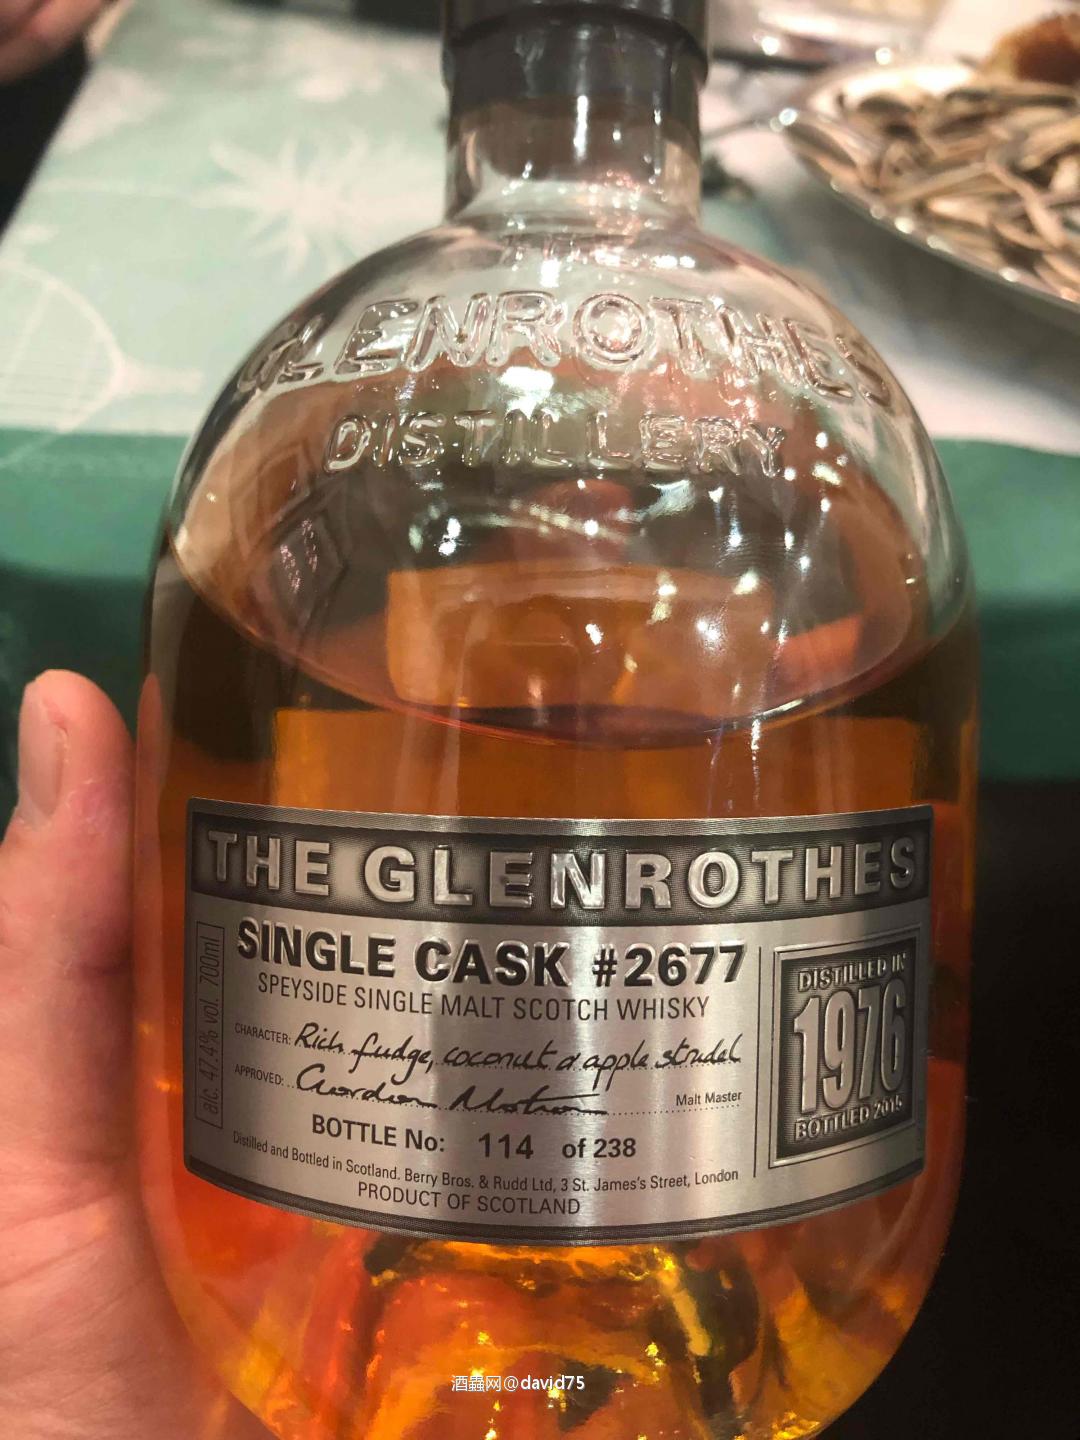 THE
GLENROTHES
DISTILLERY
THE GLENROTHES
SINGLE CASK #2677
SPEYSIDE SINGLE MALT SCOTCH WHISKY
CHARACTER: Rich fudge, coconut & apple strudel
APPROVED: Gordon Motion Malt Master
BOTTLE No: 114 of 238
Distilled and Bottled in Scotland. Berry Bros. & Rudd Ltd, 3 St. James's Street, London
PRODUCT OF SCOTLAND
alc. 47.4% vol. 700ml
DISTILLED IN
1976
BOTTLED 2015
酒蟲网@david75